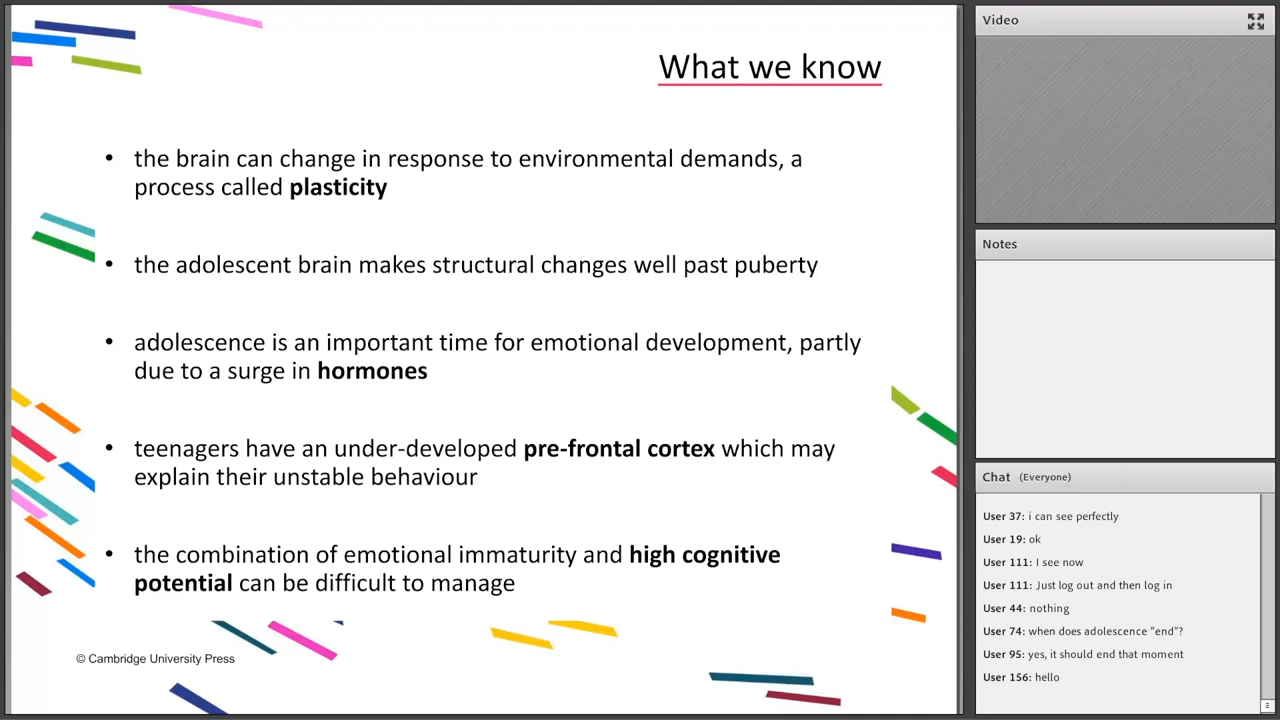 What we know
• the brain can change in response to environmental demands, a
process called plasticity
• the adolescent brain makes structural changes well past puberty
• adolescence is an important time for emotional development, partly
due to a surge in hormones
• teenagers have an under-developed pre-frontal cortex which may
explain their unstable behaviour
• the combination of emotional immaturity and high cognitive
potential can be difficult to manage
© Cambridge University Press
Video
Notes
Chat (Everyone)
User 37: i can see perfectly
User 19: ok
User 111: I see now
User 111: Just log out and then log in
User 44: nothing
User 74: when does adolescence "end"?
User 95: yes, it should end that moment
User 156: hello